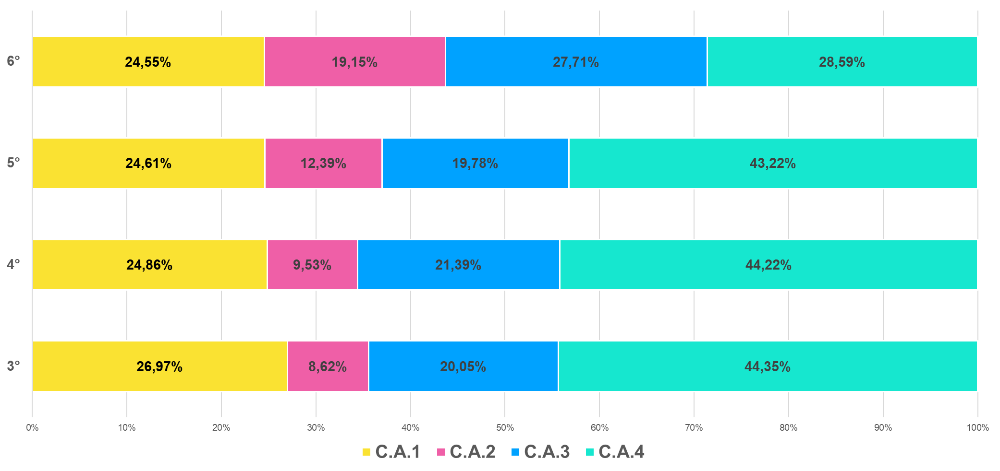 6° 24,55% 19,15% 27,71% 28,59%
5° 24,61% 12,39% 19,78% 43,22%
4° 24,86% 9,53% 21,39% 44,22%
3° 26,97% 8,62% 20,05% 44,35%
0% 10% 20% 30% 40% 50% 60% 70% 80% 90% 100%
C.A.1 C.A.2 C.A.3 C.A.4